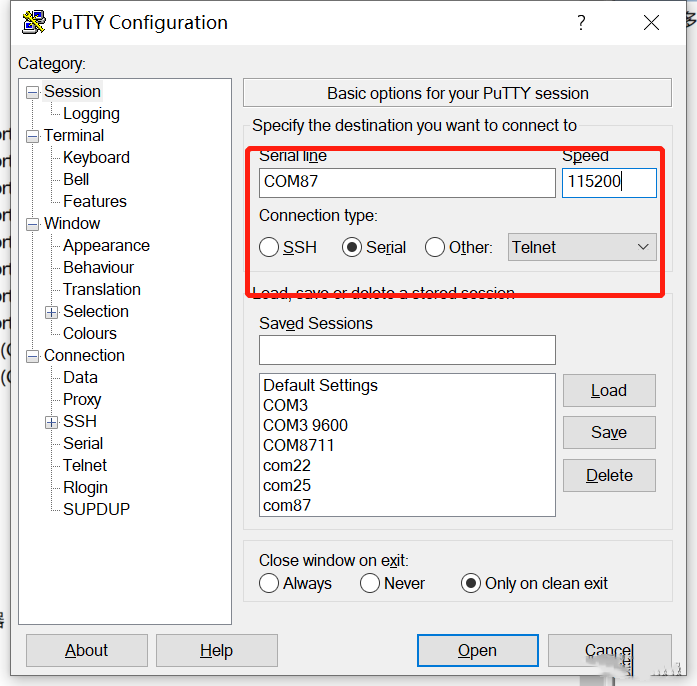 PuTTY Configuration
?
Category:
Session
Logging
Terminal
Keyboard
Bell
Features
Window
Appearance
Behaviour
Translation
Selection
Colours
Connection
Data
Proxy
SSH
Serial
Telnet
Rlogin
SUPDUP
Basic options for your PuTTY session
Specify the destination you want to connect to
Serial line Speed
COM87 115200
Connection type:
SSH Serial Other: Telnet
Load, save or delete a stored session
Saved Sessions
Default Settings
COM3
COM3 9600
COM8711
com22
com25
com87
Load
Save
Delete
Close window on exit:
Always Never Only on clean exit
About Help Open Cancel